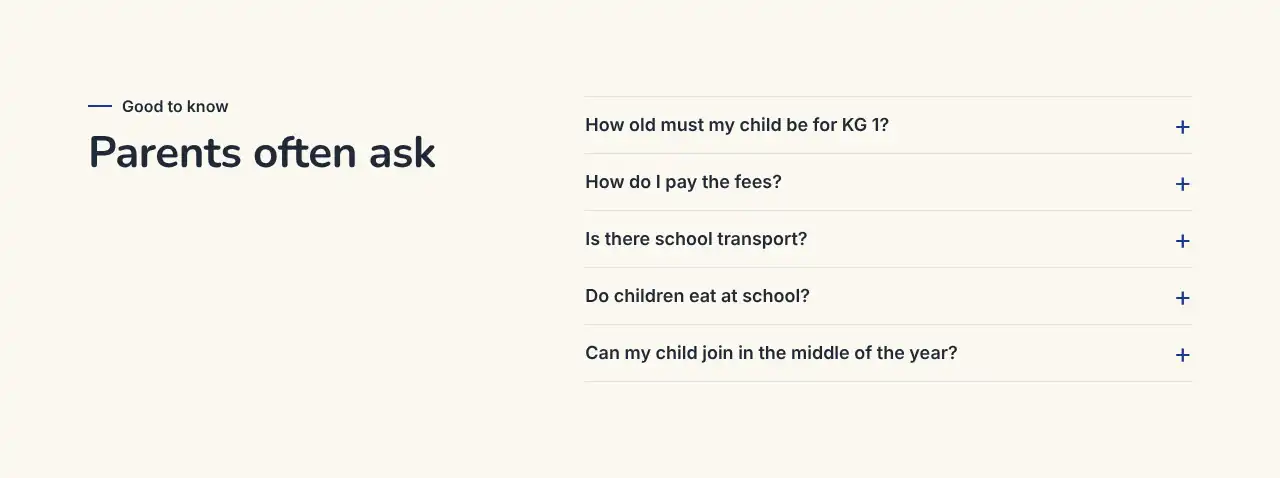 Good to know
Parents often ask
How old must my child be for KG 1?
How do I pay the fees?
Is there school transport?
Do children eat at school?
Can my child join in the middle of the year?